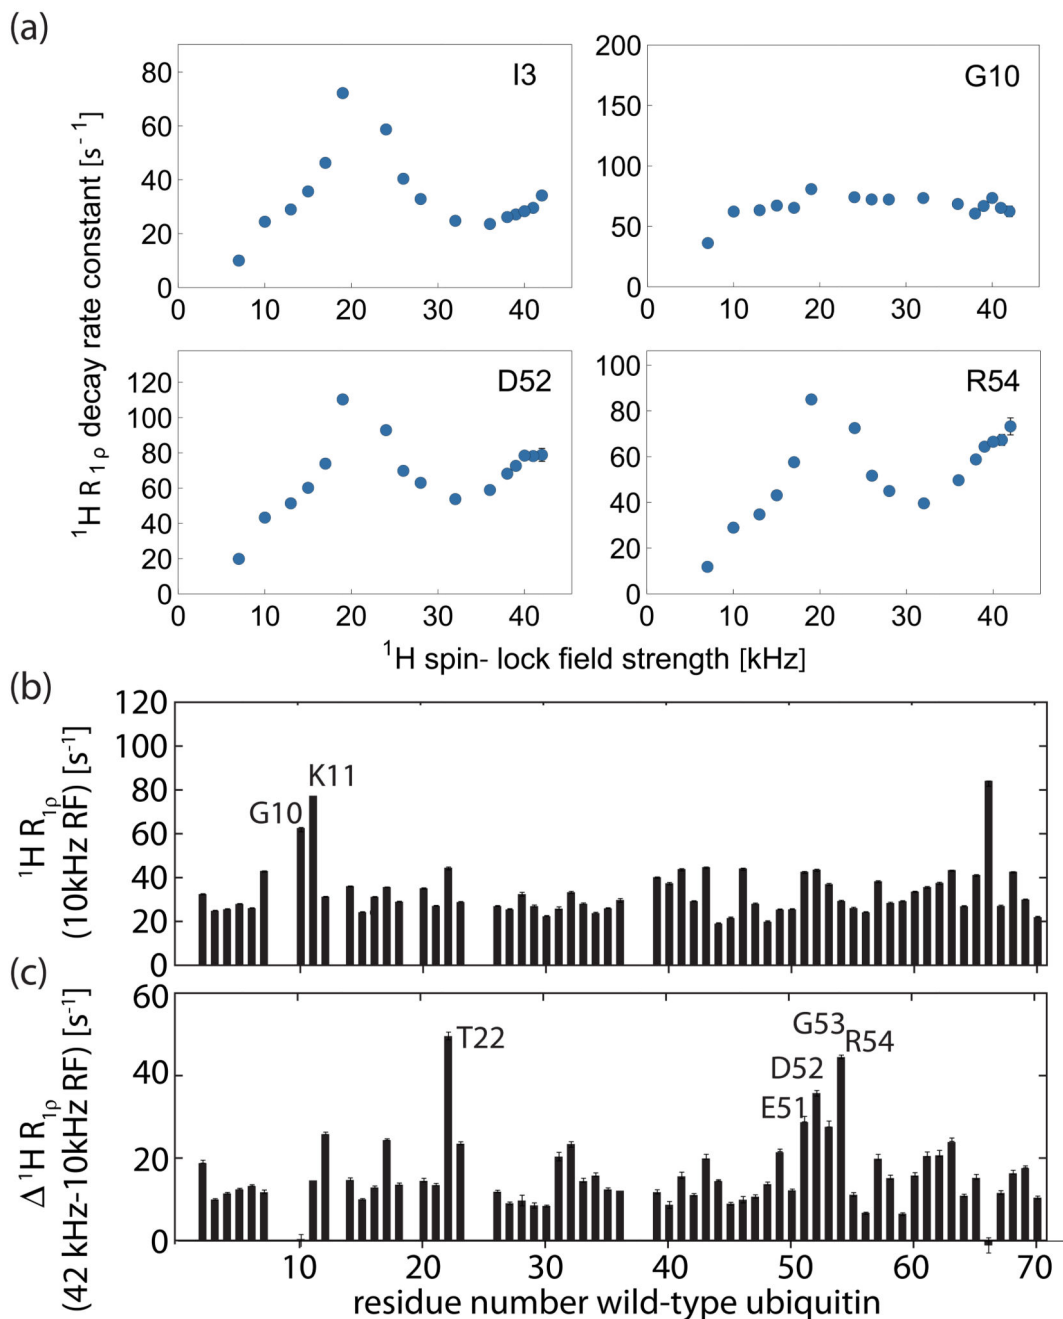 (a)
I3
80
60
40
20
0
0 10 20 30 40
G10
200
150
100
50
0
0 10 20 30 40
¹H R₁ρ decay rate constant [s⁻¹]
D52
120
100
80
60
40
20
0
0 10 20 30 40
R54
100
80
60
40
20
0
0 10 20 30 40
¹H spin- lock field strength [kHz]
(b)
¹H R₁ρ
(10kHz RF) [s⁻¹]
120
100
80
60
40
20
0
G10
K11
(c)
Δ ¹H R₁ρ
(42 kHz-10kHz RF) [s⁻¹]
60
40
20
0
T22
E51
D52
G53
R54
10 20 30 40 50 60 70
residue number wild-type ubiquitin